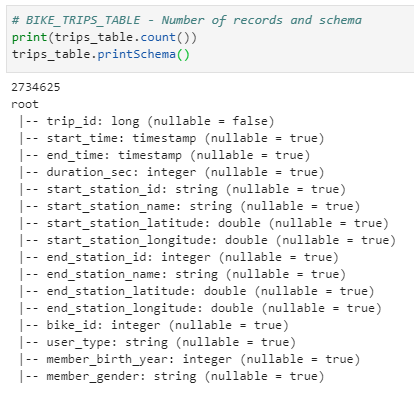 # BIKE_TRIPS_TABLE - Number of records and schema
print(trips_table.count())
trips_table.printSchema()
2734625
root
 |-- trip_id: long (nullable = false)
 |-- start_time: timestamp (nullable = true)
 |-- end_time: timestamp (nullable = true)
 |-- duration_sec: integer (nullable = true)
 |-- start_station_id: string (nullable = true)
 |-- start_station_name: string (nullable = true)
 |-- start_station_latitude: double (nullable = true)
 |-- start_station_longitude: double (nullable = true)
 |-- end_station_id: integer (nullable = true)
 |-- end_station_name: string (nullable = true)
 |-- end_station_latitude: double (nullable = true)
 |-- end_station_longitude: double (nullable = true)
 |-- bike_id: integer (nullable = true)
 |-- user_type: string (nullable = true)
 |-- member_birth_year: integer (nullable = true)
 |-- member_gender: string (nullable = true)